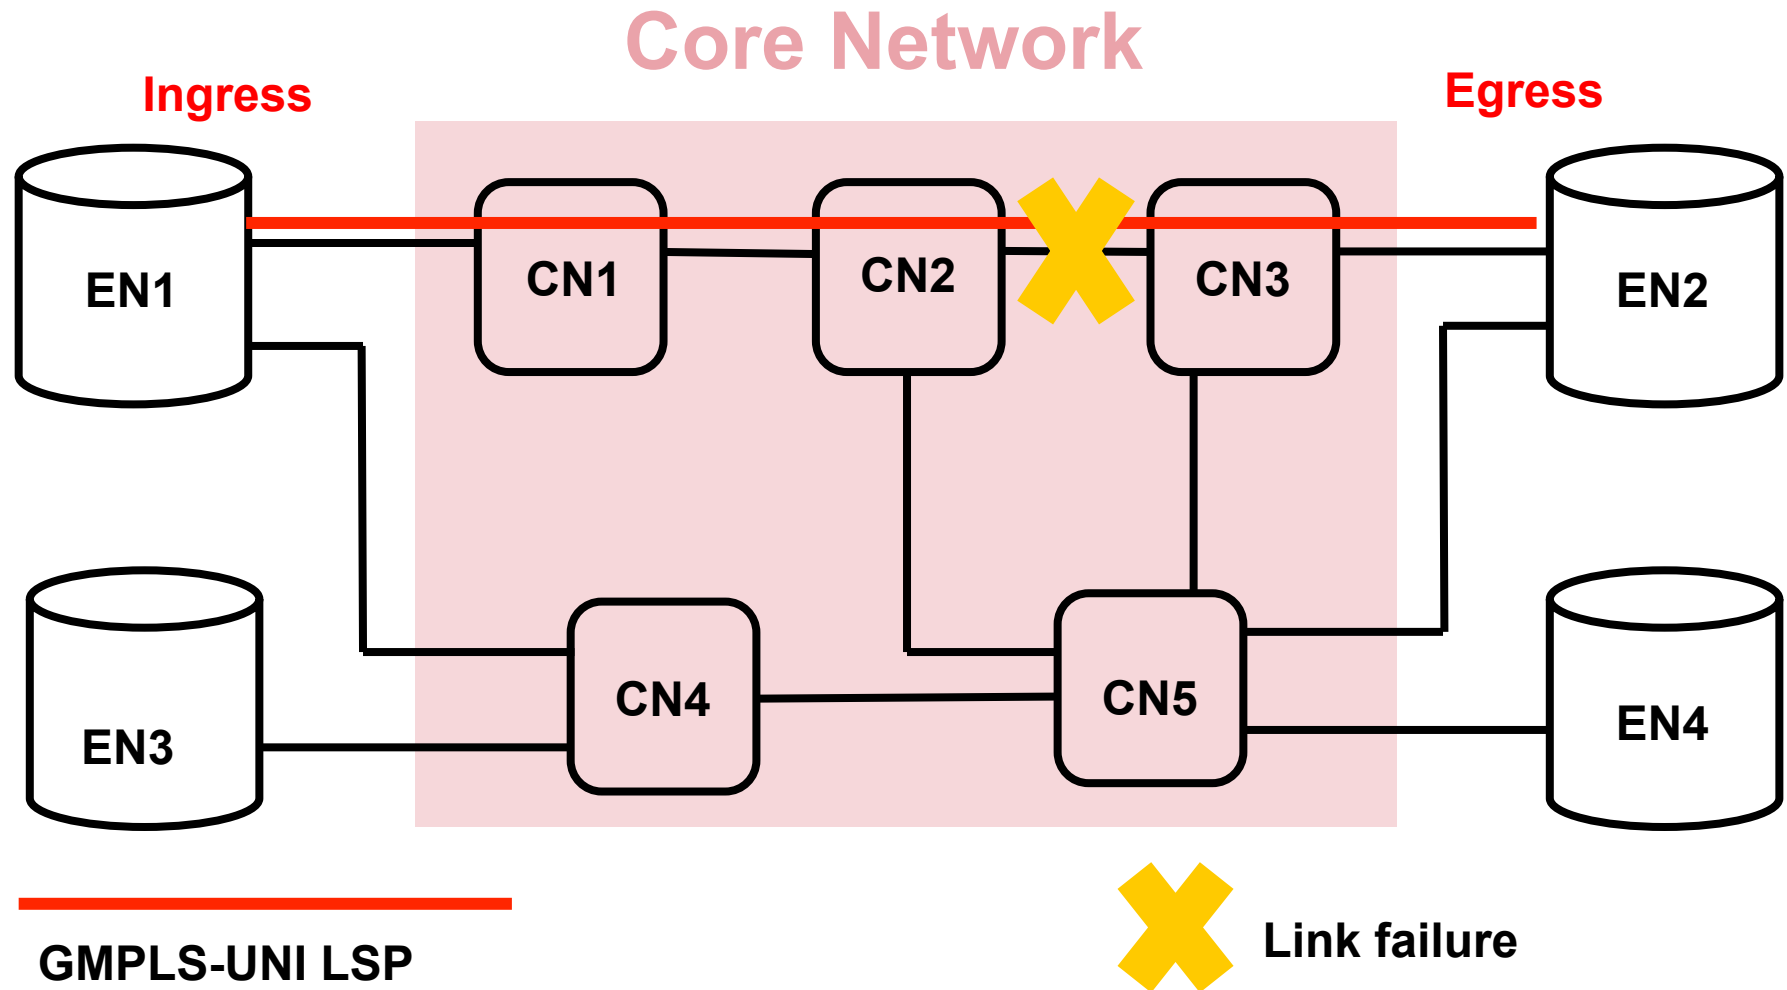 Core Network
Ingress
Egress
EN1
CN1
CN2
CN3
EN2
EN3
CN4
CN5
EN4
GMPLS-UNI LSP
Link failure